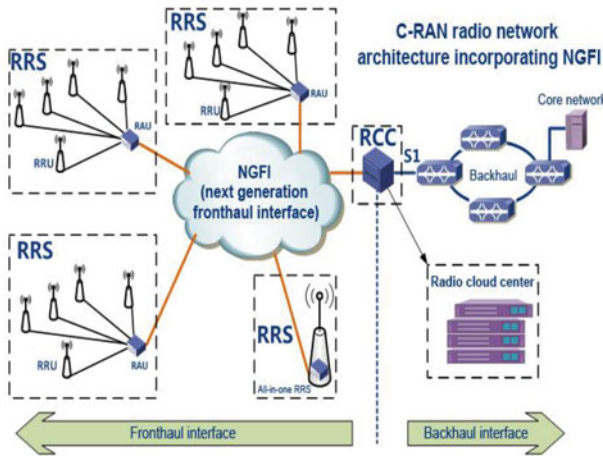 C-RAN radio network
architecture incorporating NGFI
RRS
RAU
RRU
RRS
RAU
RRU
RCC
S1
Core network
Backhaul
NGFI
(next generation
fronthaul interface)
RRS
RRU
RAU
RRS
All-in-one RRS
Radio cloud center
Fronthaul interface
Backhaul interface